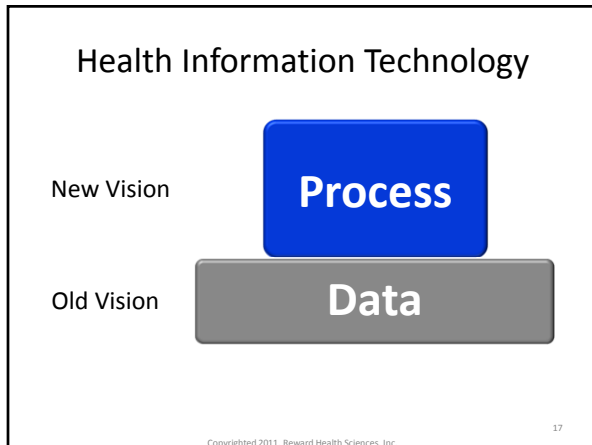 Health Information Technology
New Vision
Process
Old Vision
Data
17
Copyrighted 2011, Reward Health Sciences, Inc.